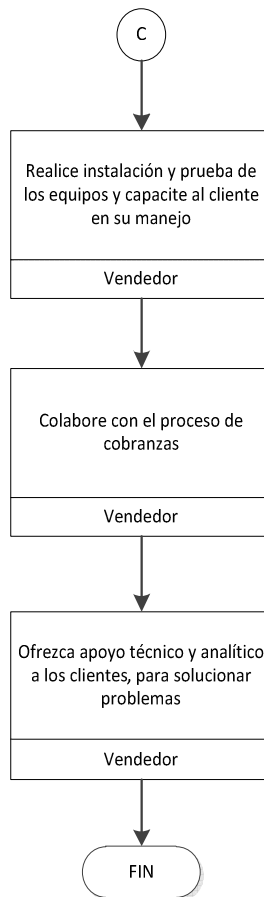 C
Realice instalación y prueba de
los equipos y capacite al cliente
en su manejo
Vendedor
Colabore con el proceso de
cobranzas
Vendedor
Ofrezca apoyo técnico y analítico
a los clientes, para solucionar
problemas
Vendedor
FIN